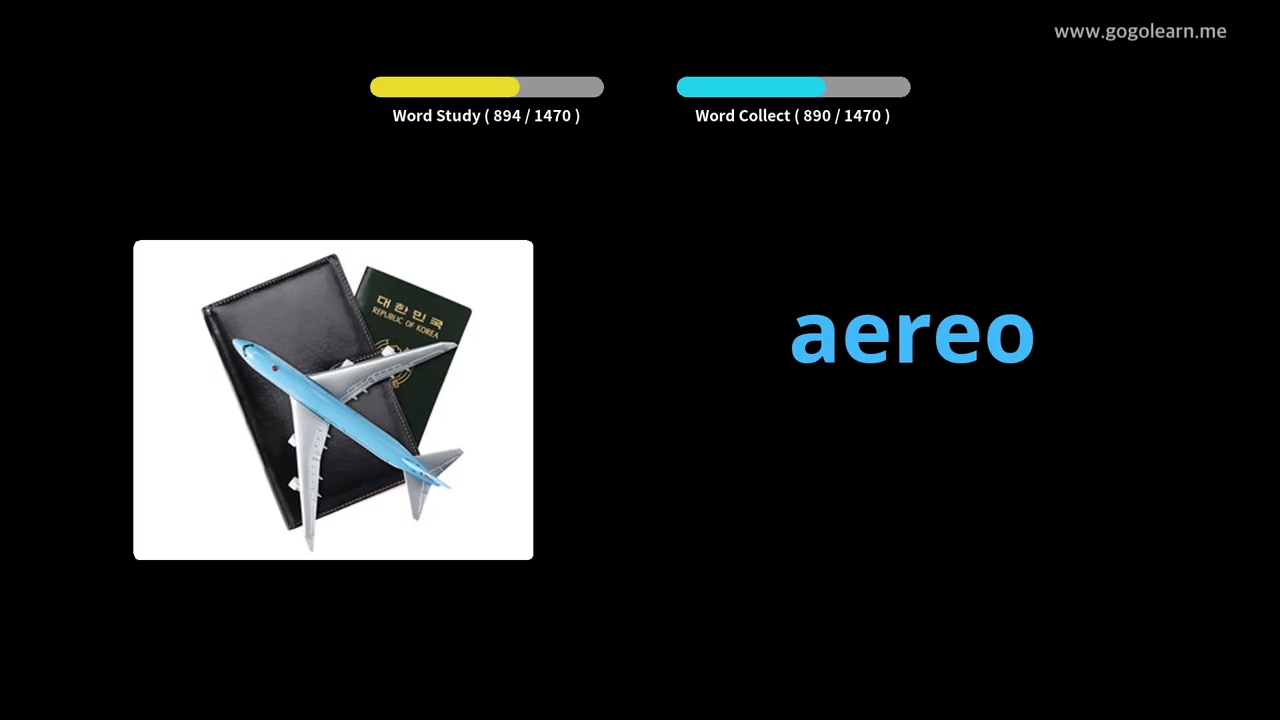 www.gogolearn.me
Word Study ( 894 / 1470 )
Word Collect ( 890 / 1470 )
대한민국
REPUBLIC OF KOREA
aereo